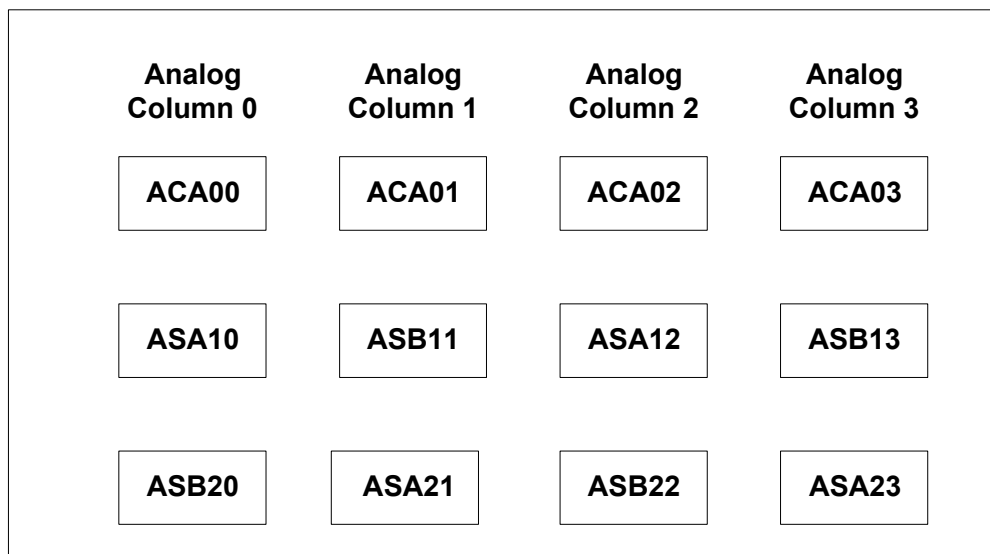 Analog Analog Analog Analog
Column 0 Column 1 Column 2 Column 3
ACA00 ACA01 ACA02 ACA03
ASA10 ASB11 ASA12 ASB13
ASB20 ASA21 ASB22 ASA23